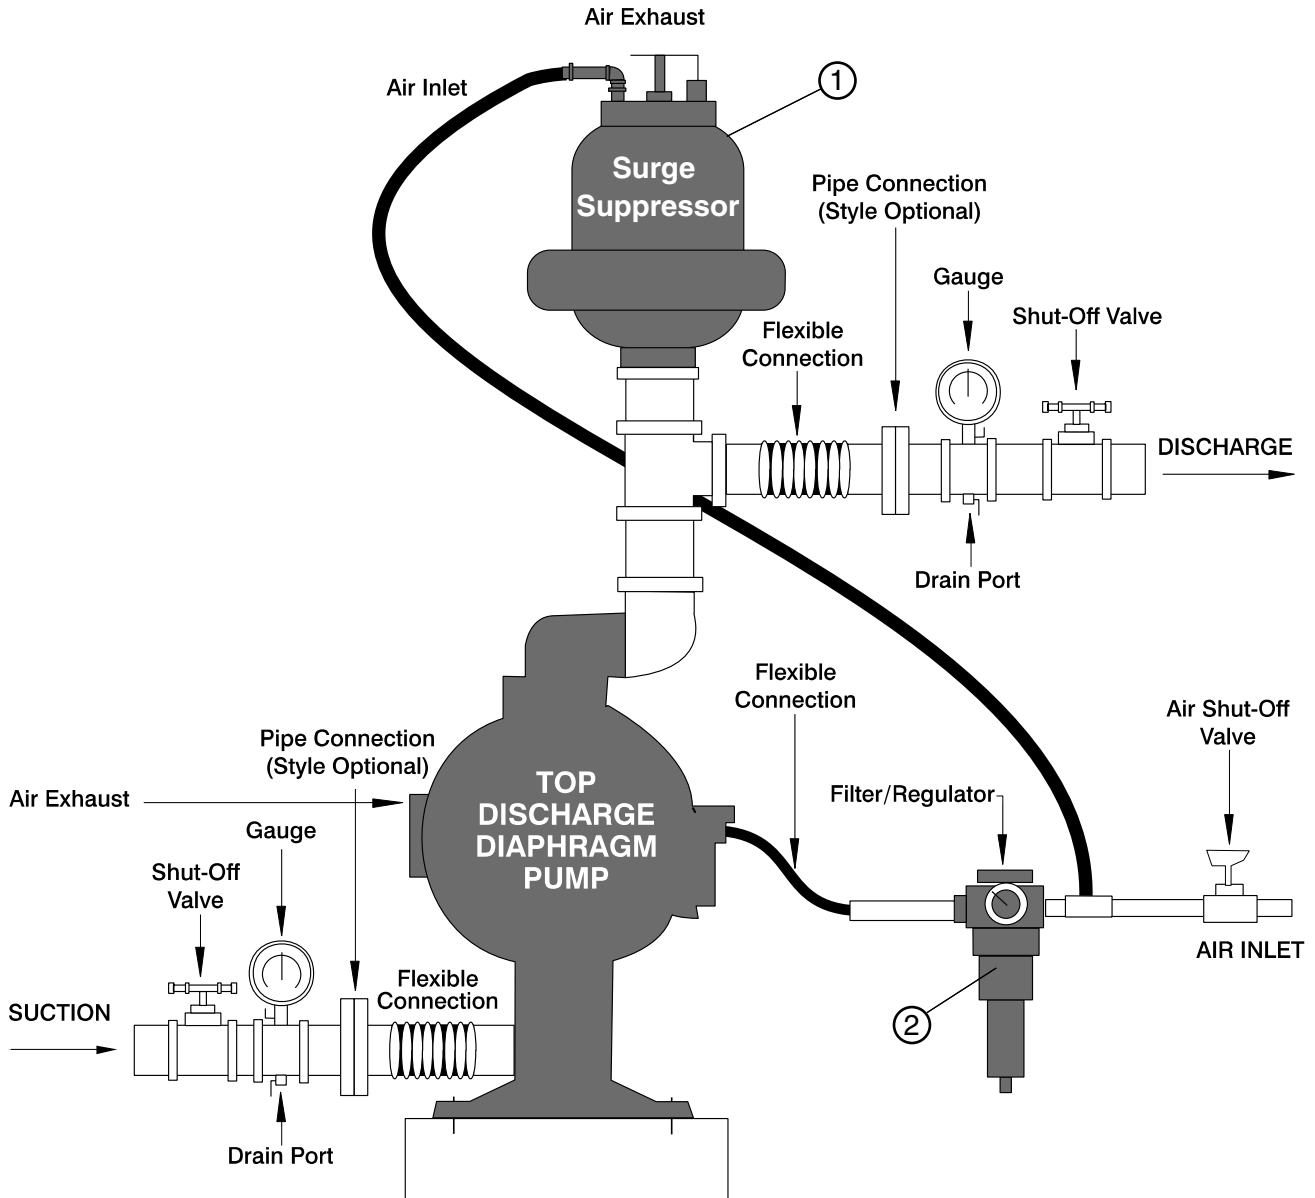 Air Exhaust
Air Inlet
1
Surge
Suppressor
Pipe Connection
(Style Optional)
Gauge
Shut-Off Valve
Flexible
Connection
DISCHARGE
Drain Port
Flexible
Connection
Air Shut-Off
Valve
Pipe Connection
(Style Optional)
Air Exhaust
TOP
DISCHARGE
DIAPHRAGM
PUMP
Filter/Regulator
Gauge
Shut-Off
Valve
AIR INLET
Flexible
Connection
SUCTION
2
Drain Port